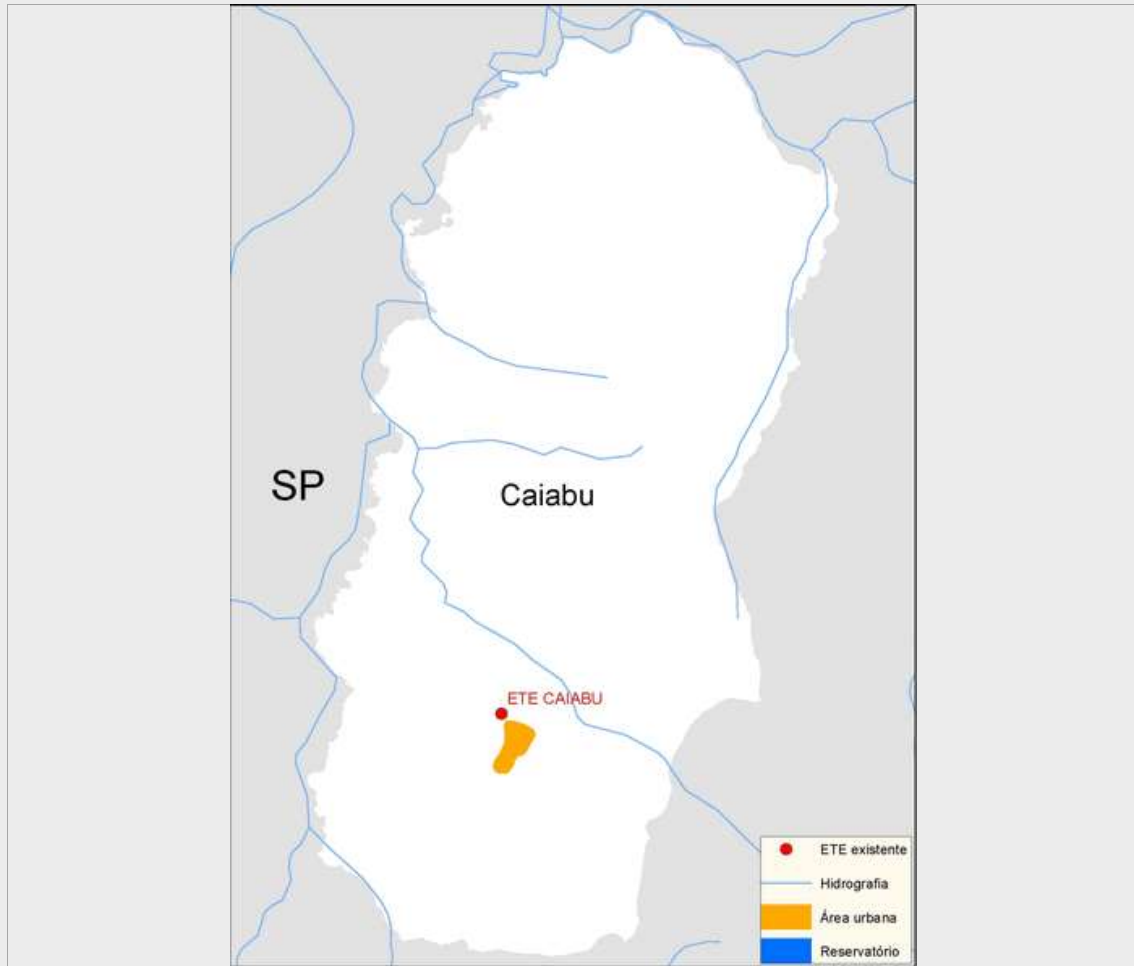 SP
Caiabu
ETE CAIABU
ETE existente
Hidrografia
Área urbana
Reservatório